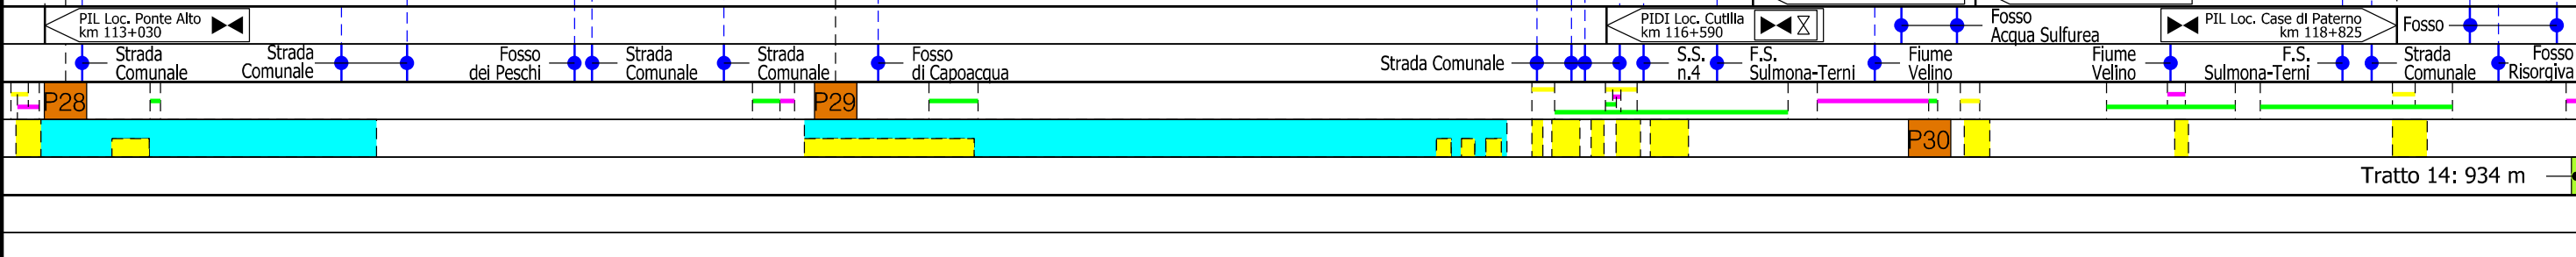 PIL Loc. Ponte Alto
km 113+030
PIDI Loc. Cutilia
km 116+590
Fosso
Acqua Sulfurea
PIL Loc. Case di Paterno
km 118+825
Fosso
Strada
Comunale
Strada
Comunale
Fosso
dei Peschi
Strada
Comunale
Strada
Comunale
Fosso
di Capoacqua
Strada Comunale
S.S.
n.4
F.S.
Sulmona-Terni
Fiume
Velino
Fiume
Velino
F.S.
Sulmona-Terni
Strada
Comunale
Fosso
Risorgiva
P28
P29
P30
Tratto 14: 934 m